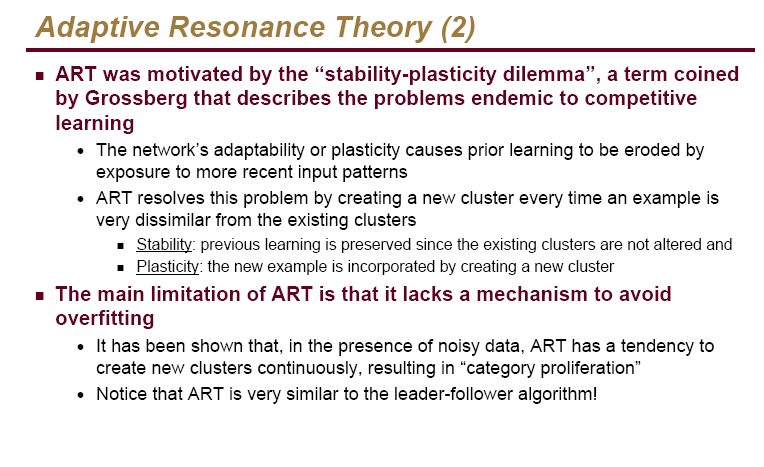 Adaptive Resonance Theory (2)
■ ART was motivated by the “stability-plasticity dilemma”, a term coined
by Grossberg that describes the problems endemic to competitive
learning
• The network’s adaptability or plasticity causes prior learning to be eroded by
exposure to more recent input patterns
• ART resolves this problem by creating a new cluster every time an example is
very dissimilar from the existing clusters
■ Stability: previous learning is preserved since the existing clusters are not altered and
■ Plasticity: the new example is incorporated by creating a new cluster
■ The main limitation of ART is that it lacks a mechanism to avoid
overfitting
• It has been shown that, in the presence of noisy data, ART has a tendency to
create new clusters continuously, resulting in “category proliferation”
• Notice that ART is very similar to the leader-follower algorithm!